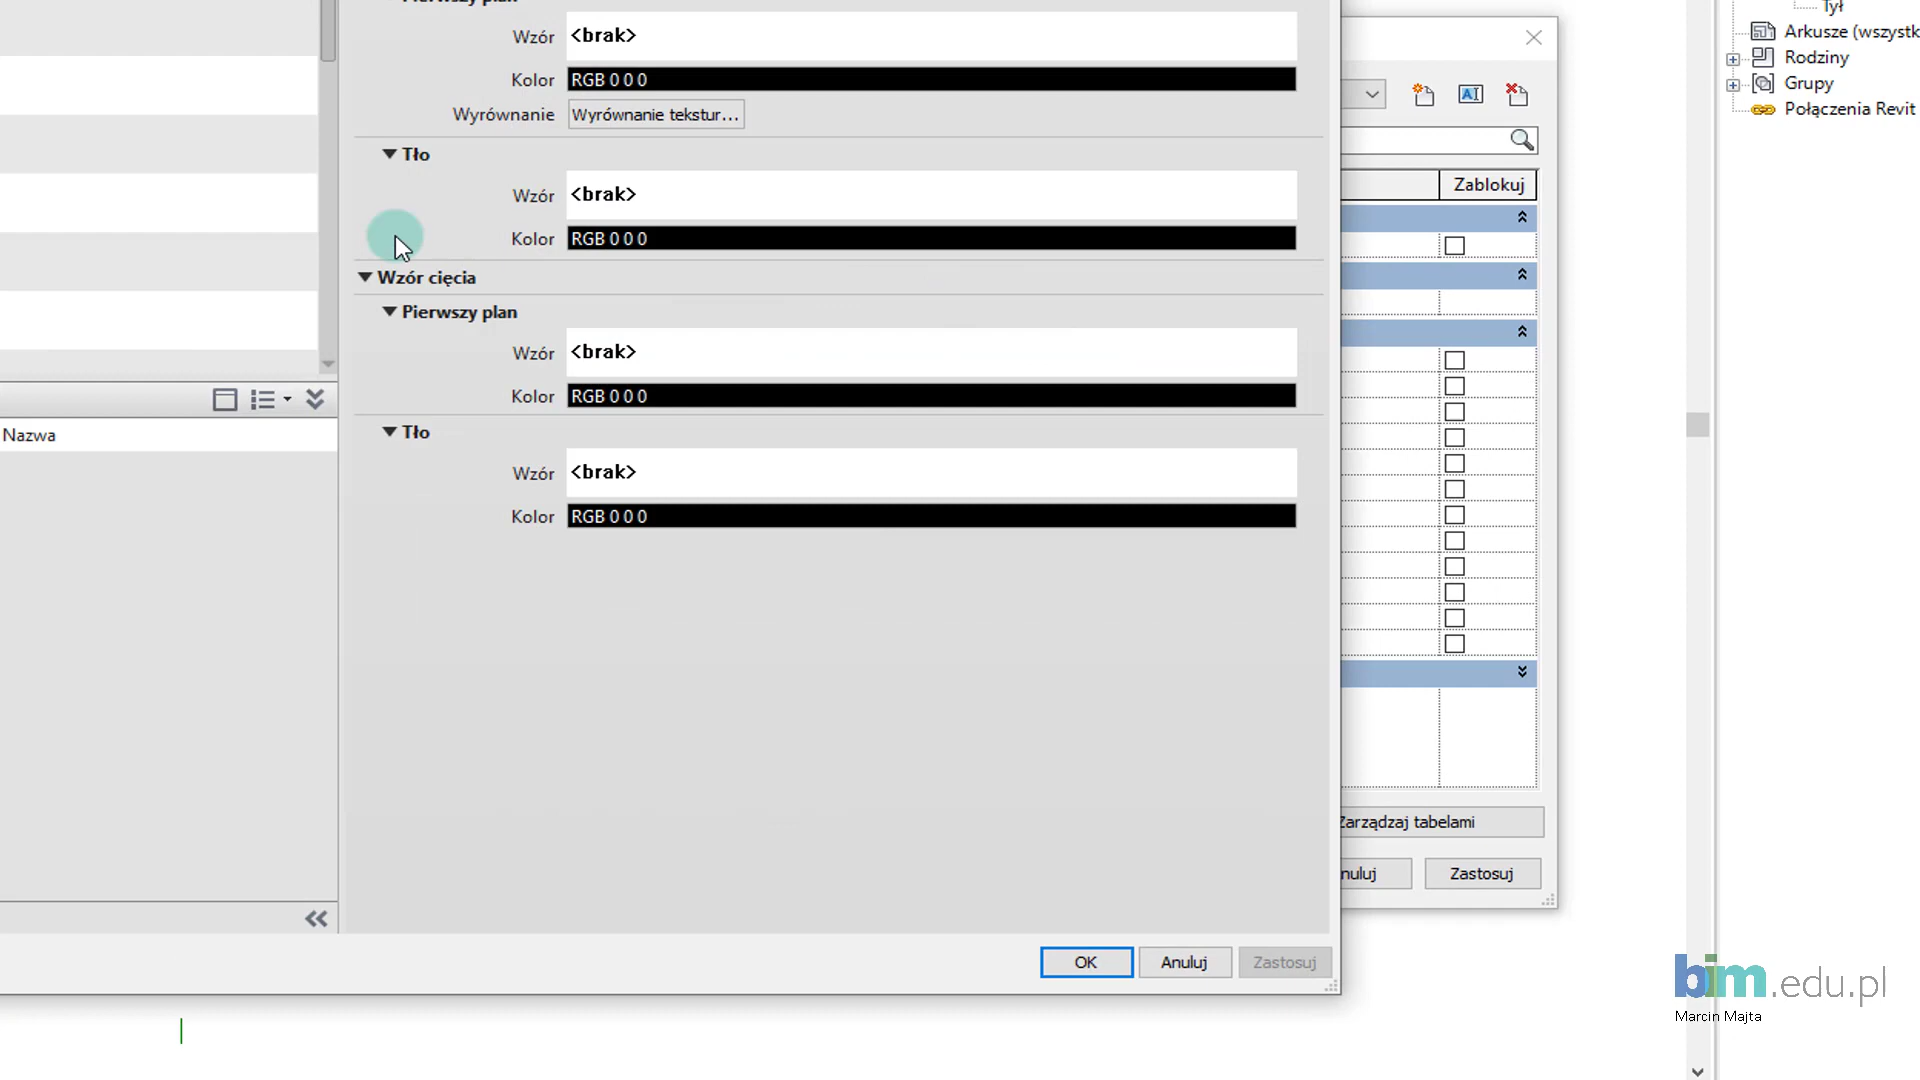 Pierwszy plan
Wzór <brak>
Kolor RGB 0 0 0
Wyrównanie Wyrównanie tekstur...
Tło
Wzór <brak>
Kolor RGB 0 0 0
Wzór cięcia
Pierwszy plan
Wzór <brak>
Kolor RGB 0 0 0
Tło
Wzór <brak>
Kolor RGB 0 0 0
Nazwa
OK Anuluj Zastosuj
Zablokuj
Zarządzaj tabelami
nuluj Zastosuj
Tył
Arkusze (wszystk
Rodziny
Grupy
Połączenia Revit
bim.edu.pl
Marcin Majta